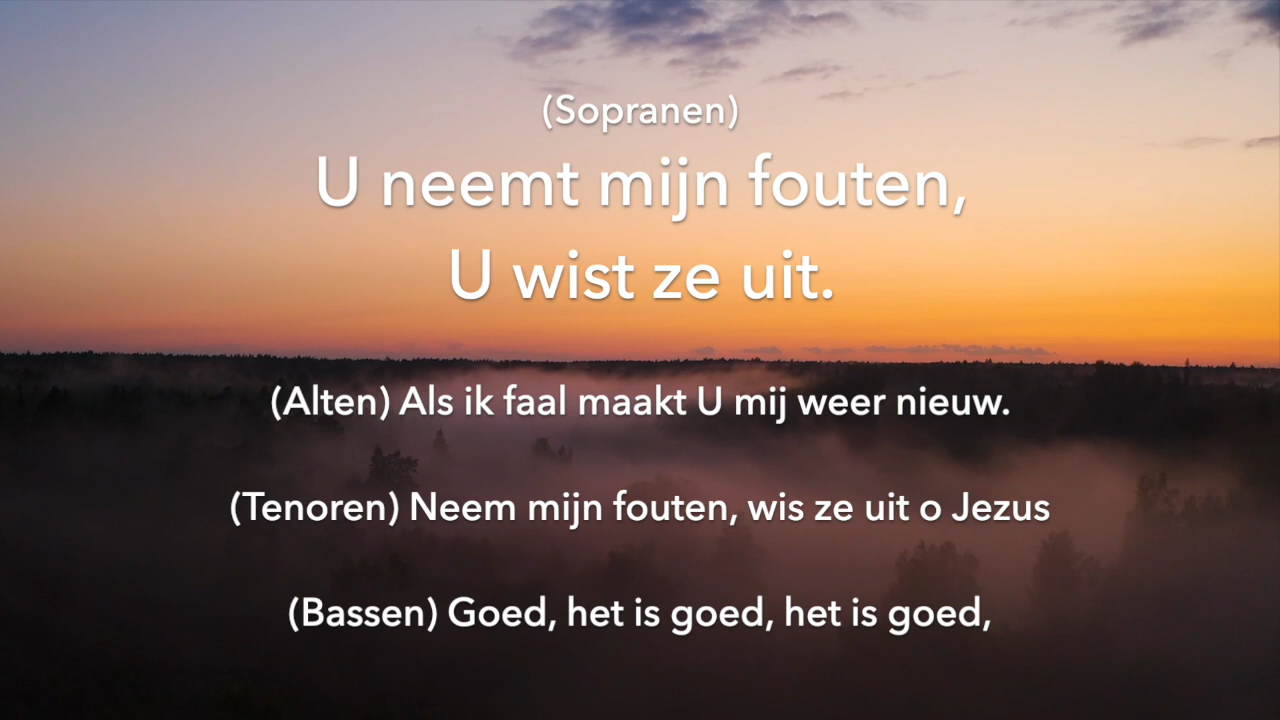 (Sopranen)
U neemt mijn fouten,
U wist ze uit.
(Alten) Als ik faal maakt U mij weer nieuw.
(Tenoren) Neem mijn fouten, wis ze uit o Jezus
(Bassen) Goed, het is goed, het is goed,